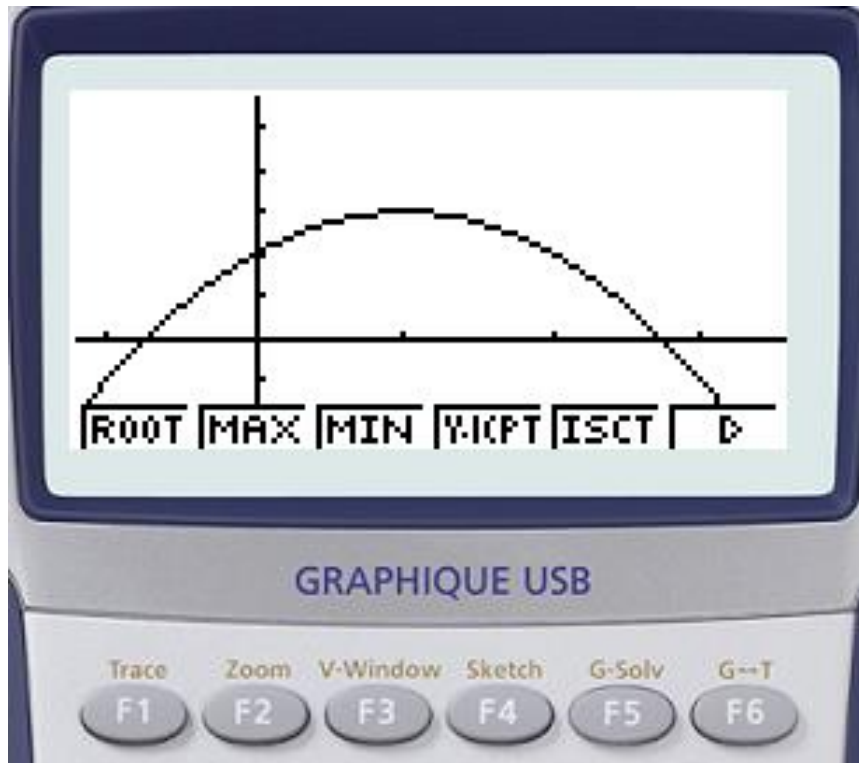 ROOT MAX MIN Y-ICPT ISCT ▷
GRAPHIQUE USB
Trace Zoom V-Window Sketch G-Solv G↔T
F1 F2 F3 F4 F5 F6